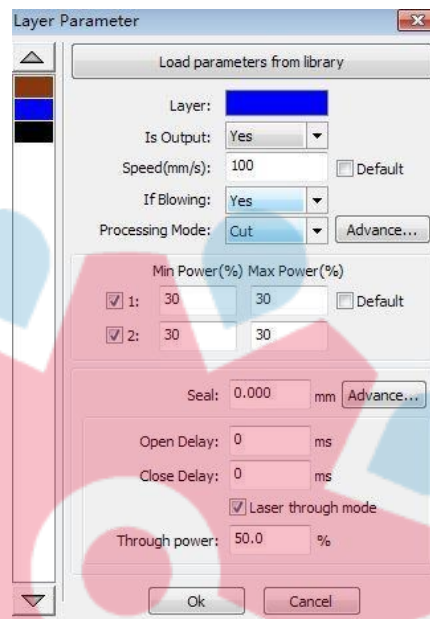 Layer Parameter
Load parameters from library
Layer:
Is Output: Yes
Speed(mm/s): 100 Default
If Blowing: Yes
Processing Mode: Cut Advance...
Min Power(%) Max Power(%)
1: 30 30 Default
2: 30 30
Seal: 0.000 mm Advance...
Open Delay: 0 ms
Close Delay: 0 ms
Laser through mode
Through power: 50.0 %
Ok Cancel